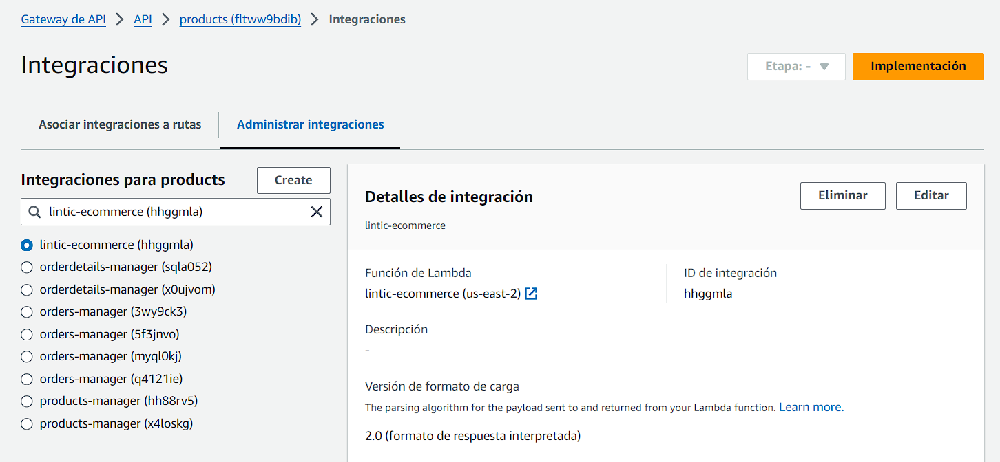 Gateway de API > API > products (fltww9bdib) > Integraciones
Integraciones
Etapa: - ▼
Implementación
Asociar integraciones a rutas
Administrar integraciones
Integraciones para products
Create
lintic-ecommerce (hhggmla)
lintic-ecommerce (hhggmla)
orderdetails-manager (sqla052)
orderdetails-manager (x0ujvom)
orders-manager (3wy9ck3)
orders-manager (5f3jnvo)
orders-manager (myql0kj)
orders-manager (q4121ie)
products-manager (hh88rv5)
products-manager (x4loskg)
Detalles de integración
Eliminar
Editar
lintic-ecommerce
Función de Lambda
lintic-ecommerce (us-east-2)
ID de integración
hhggmla
Descripción
-
Versión de formato de carga
The parsing algorithm for the payload sent to and returned from your Lambda function. Learn more.
2.0 (formato de respuesta interpretada)